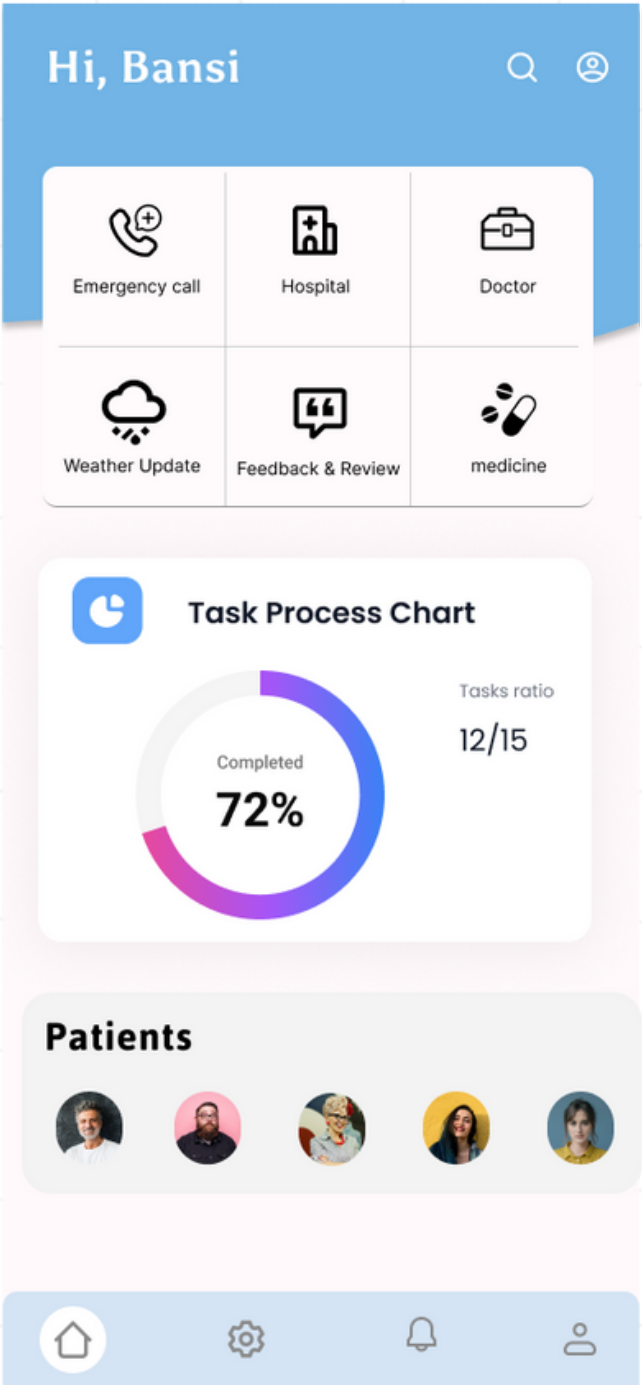 Hi, Bansi
Emergency call
Hospital
Doctor
Weather Update
Feedback & Review
medicine
Task Process Chart
Tasks ratio
12/15
Completed
72%
Patients